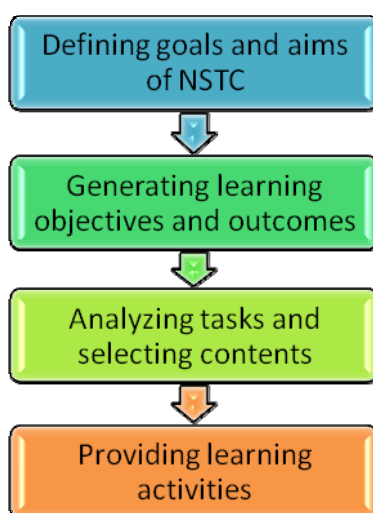 Defining goals and aims
of NSTC
Generating learning
objectives and outcomes
Analyzing tasks and
selecting contents
Providing learning
activities